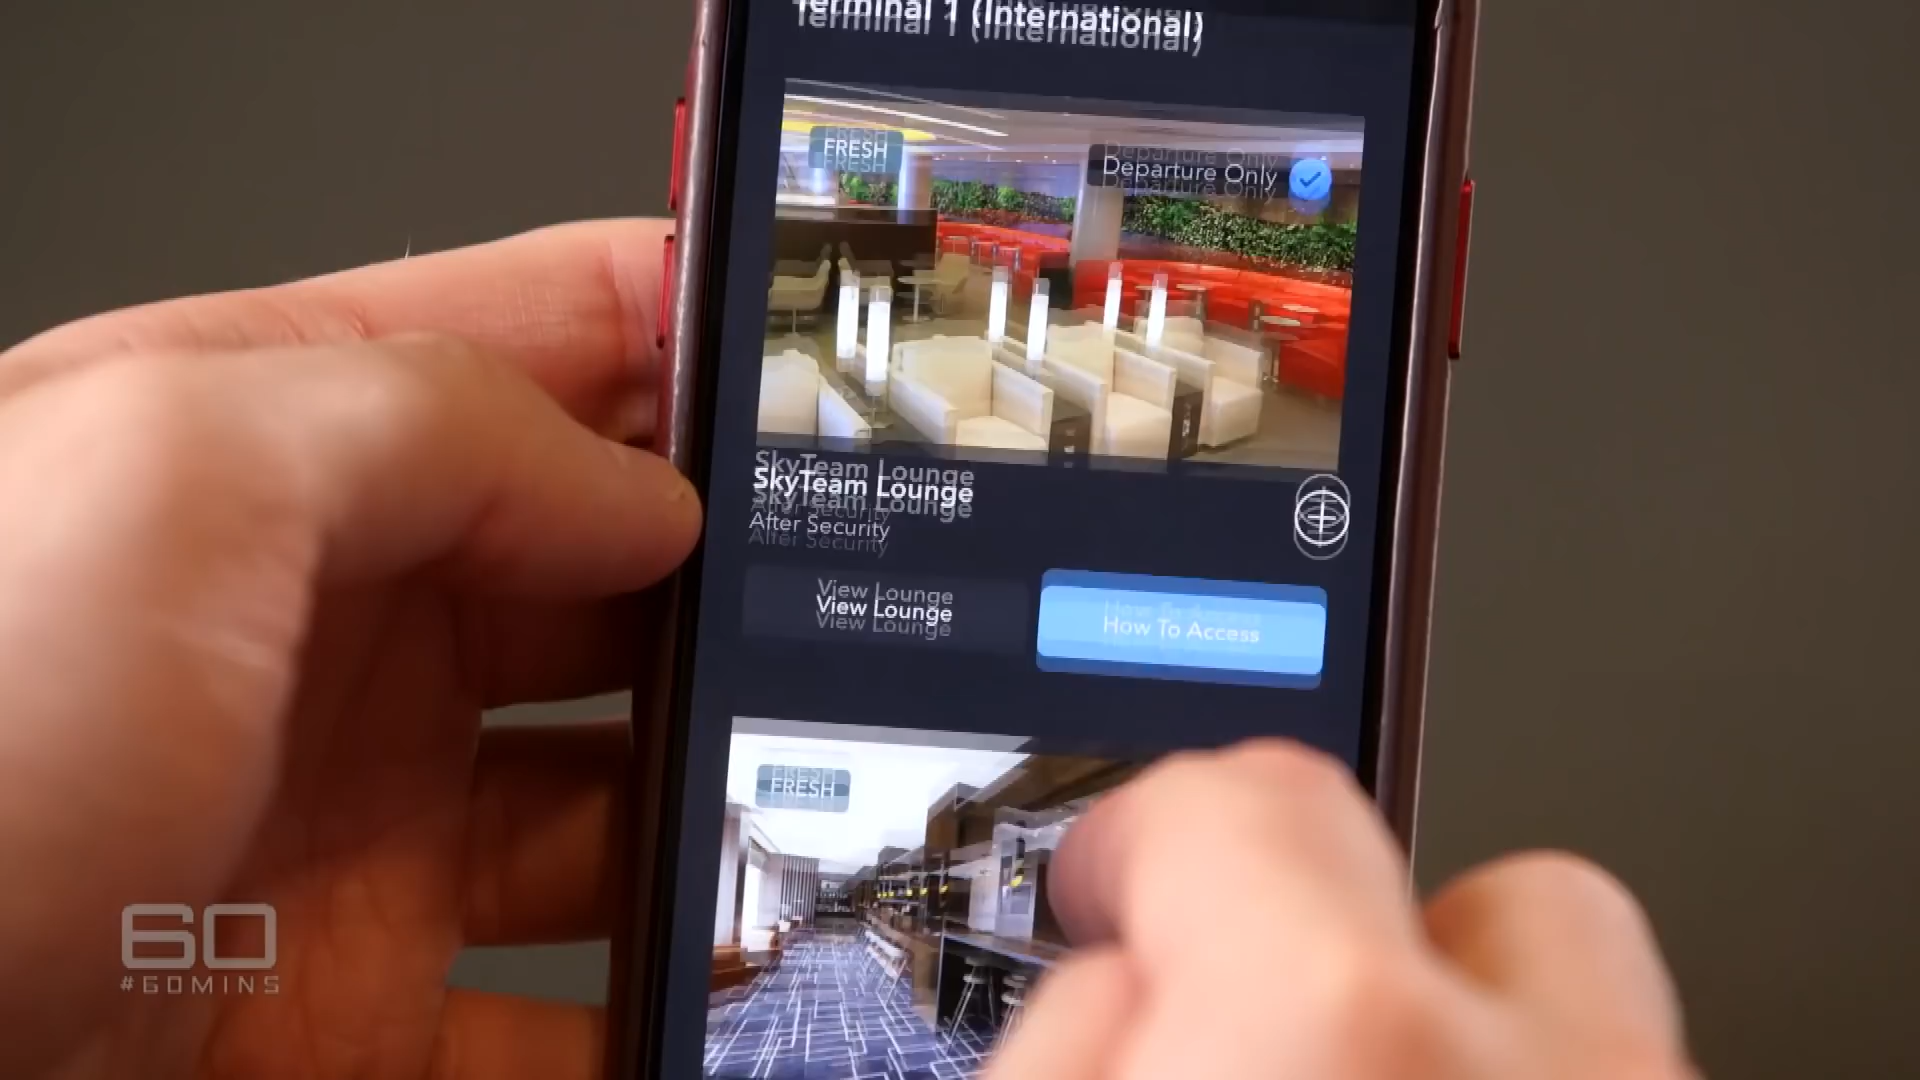 Terminal 1 (International)
FRESH
Departure Only
SkyTeam Lounge
After Security
View Lounge
How To Access
FRESH
60
#60MINS